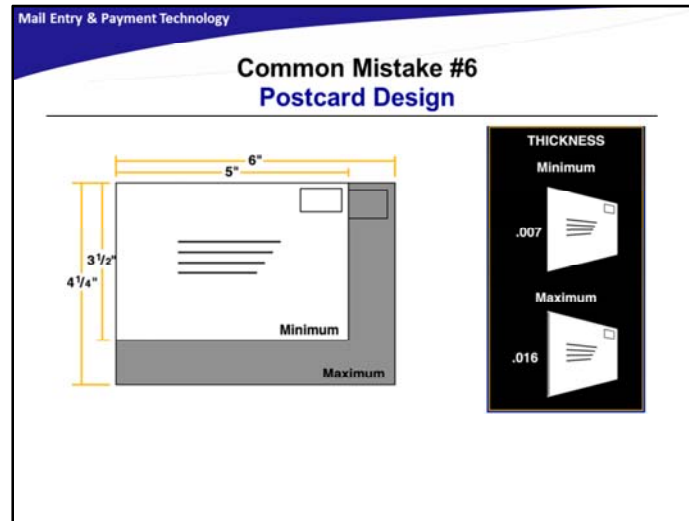 Mail Entry & Payment Technology
Common Mistake #6
Postcard Design
6"
5"
3 1/2"
4 1/4"
Minimum
Maximum
THICKNESS
Minimum
.007
Maximum
.016